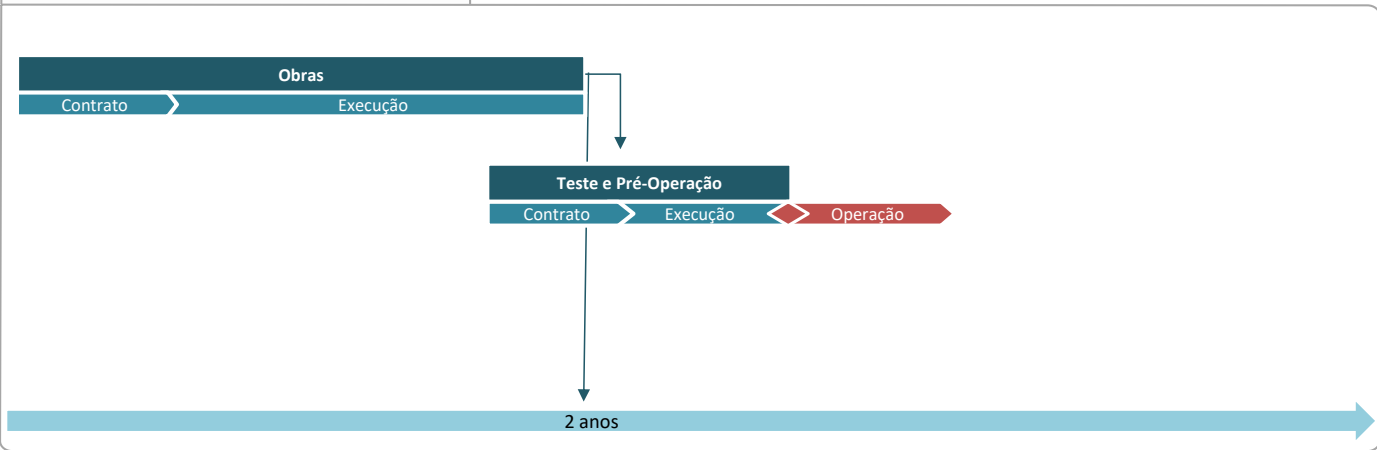 Obras
Contrato Execução
Teste e Pré-Operação
Contrato Execução Operação
2 anos